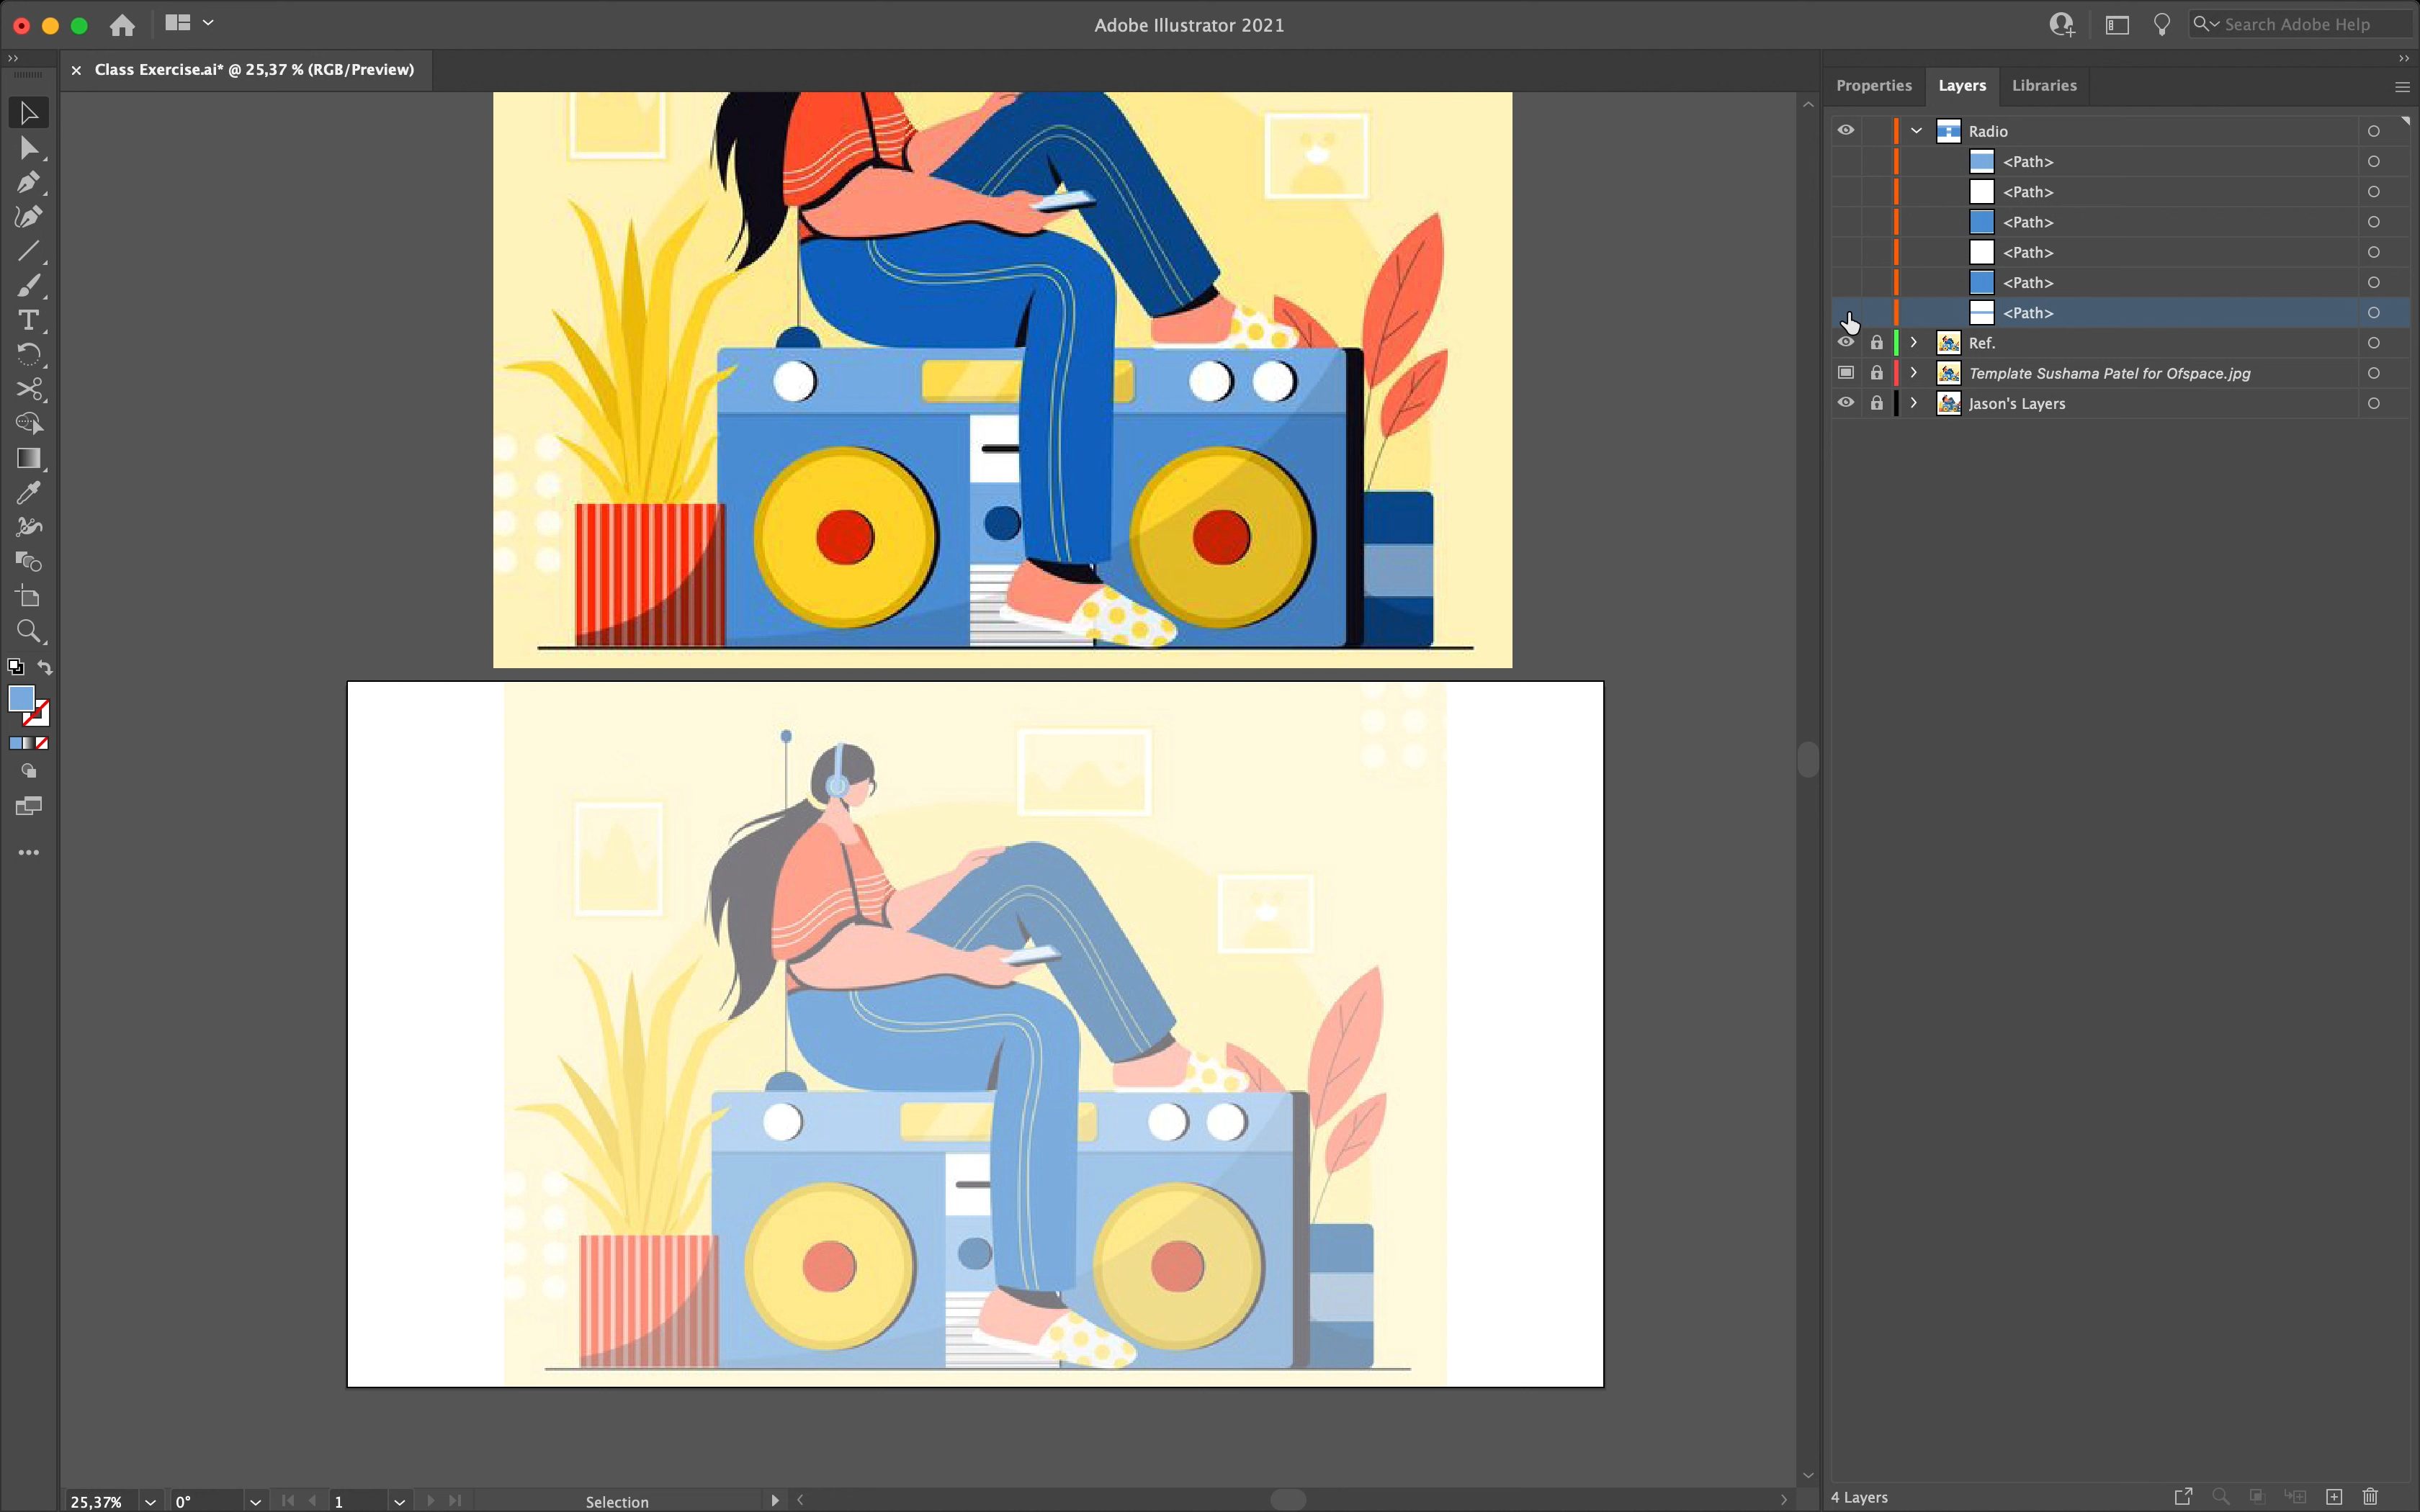 Adobe Illustrator 2021
Search Adobe Help
Class Exercise.ai* @ 25,37 % (RGB/Preview)
Properties
Layers
Libraries
Radio
<Path>
<Path>
<Path>
<Path>
<Path>
<Path>
Ref.
Template Sushama Patel for Ofspace.jpg
Jason's Layers
25,37%
0°
1
Selection
4 Layers